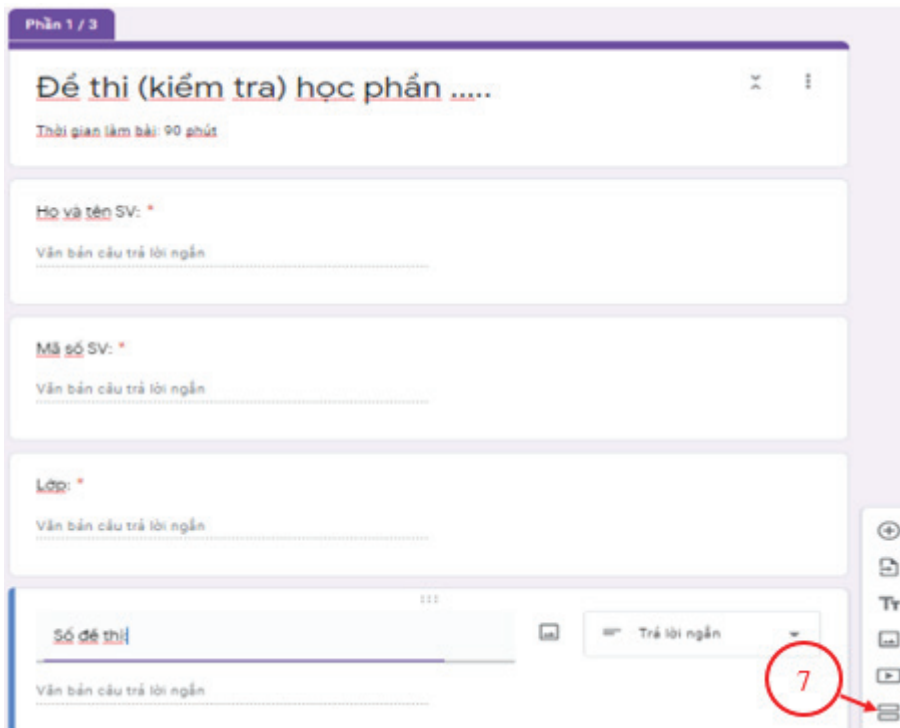 Phần 1 / 3
Đề thi (kiểm tra) học phần .....
Thời gian làm bài: 90 phút
Họ và tên SV: *
Văn bản câu trả lời ngắn
Mã số SV: *
Văn bản câu trả lời ngắn
Lớp: *
Văn bản câu trả lời ngắn
Số đề thi:
Trả lời ngắn
Văn bản câu trả lời ngắn
Tт
7